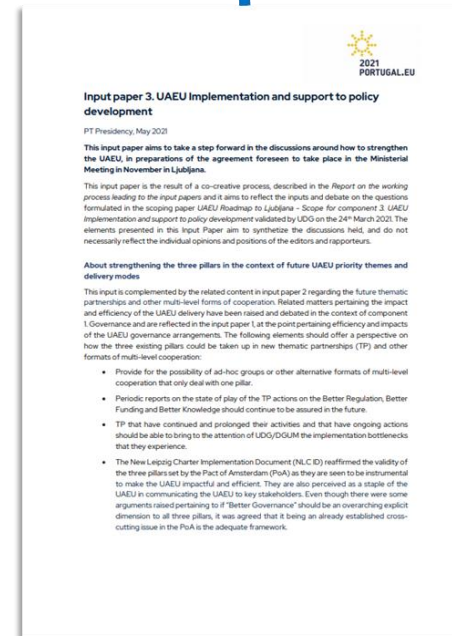 2021
PORTUGAL.EU
Input paper 3. UAEU Implementation and support to policy
development
PT Presidency, May 2021
This input paper aims to take a step forward in the discussions around how to strengthen
the UAEU, in preparations of the agreement foreseen to take place in the Ministerial
Meeting in November in Ljubljana.
This input paper is the result of a co-creative process, described in the Report on the working
process leading to the input papers and it aims to reflect the inputs and debate on the questions
formulated in the scoping paper UAEU Roadmap to Ljubljana – Scope for component 3. UAEU
Implementation and support to policy development validated by UDG on the 24th March 2021. The
elements presented in this Input Paper aim to synthetize the discussions held, and do not
necessarily reflect the individual opinions and positions of the editors and rapporteurs.
About strengthening the three pillars in the context of future UAEU priority themes and
delivery modes
This input is complemented by the related content in input paper 2 regarding the future thematic
partnerships and other multi-level forms of cooperation. Related matters pertaining the impact
and efficiency of the UAEU delivery have been raised and debated in the context of component
1. Governance and are reflected in the input paper 1, at the point pertaining efficiency and impacts
of the UAEU governance arrangements. The following elements should offer a perspective on
how the three existing pillars could be taken up in new thematic partnerships (TP) and other
formats of multi-level cooperation:
• Provide for the possibility of ad-hoc groups or other alternative formats of multi-level
cooperation that only deal with one pillar.
• Periodic reports on the state of play of the TP actions on the Better Regulation, Better
Funding and Better Knowledge should continue to be assured in the future.
• TP that have continued and prolonged their activities and that have ongoing actions
should be able to bring to the attention of UDG/DGUM the implementation bottlenecks
that they experience.
• The New Leipzig Charter Implementation Document (NLC ID) reaffirmed the validity of
the three pillars set by the Pact of Amsterdam (PoA) as they are seen to be instrumental
to make the UAEU impactful and efficient. They are also perceived as a staple of the
UAEU in communicating the UAEU to key stakeholders. Even though there were some
arguments raised pertaining to if “Better Governance” should be an overarching explicit
dimension to all three pillars, it was agreed that it being an already established cross-
cutting issue in the PoA is the adequate framework.